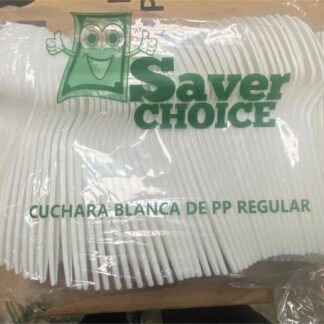 Saver
CHOICE
CUCHARA BLANCA DE PP REGULAR